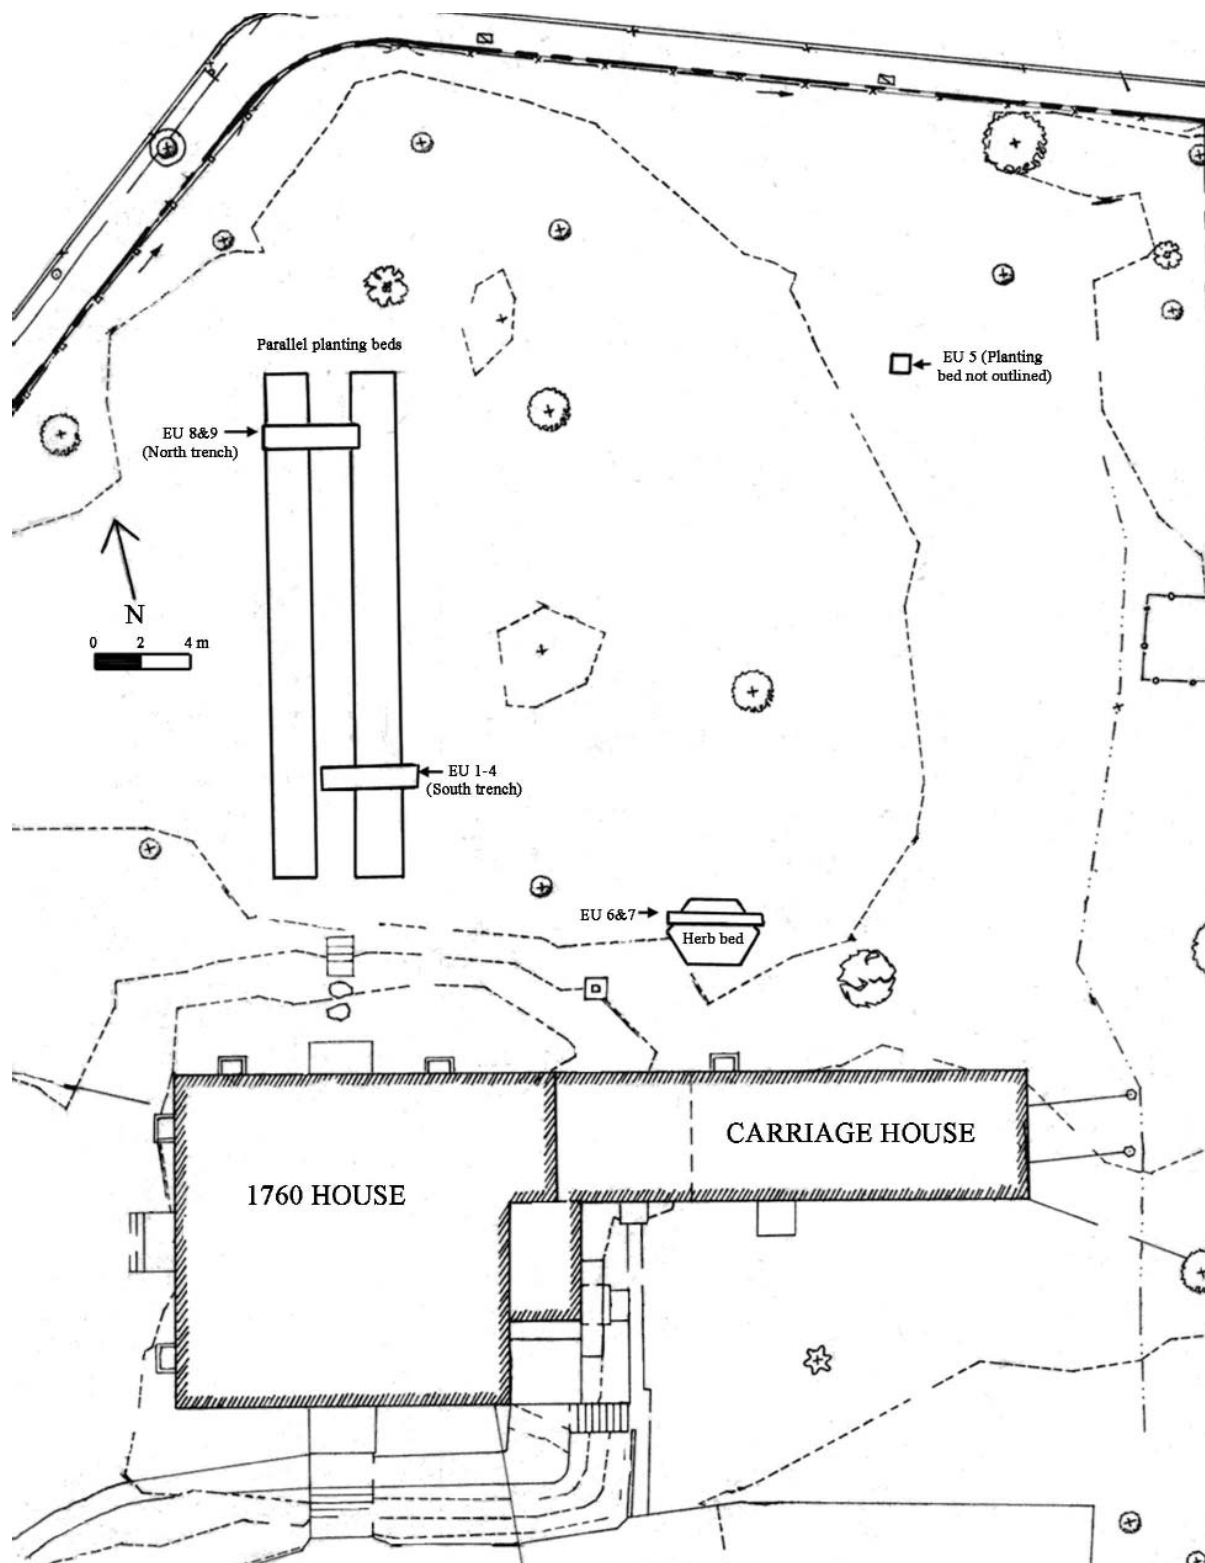 Parallel planting beds
EU 5 (Planting
bed not outlined)
EU 8&9
(North trench)
N
0 2 4 m
EU 1-4
(South trench)
EU 6&7
Herb bed
CARRIAGE HOUSE
1760 HOUSE